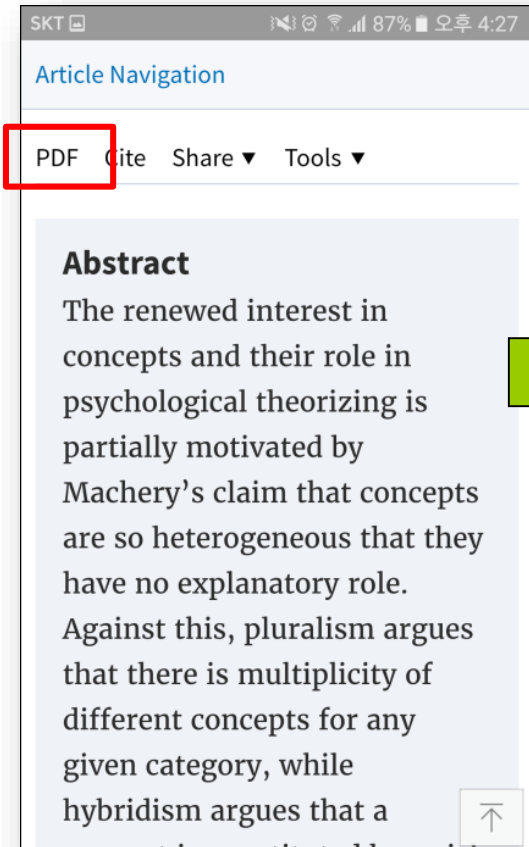 SKT 87% 오후 4:27
Article Navigation
PDF Cite Share ▼ Tools ▼
Abstract
The renewed interest in
concepts and their role in
psychological theorizing is
partially motivated by
Machery’s claim that concepts
are so heterogeneous that they
have no explanatory role.
Against this, pluralism argues
that there is multiplicity of
different concepts for any
given category, while
hybridism argues that a